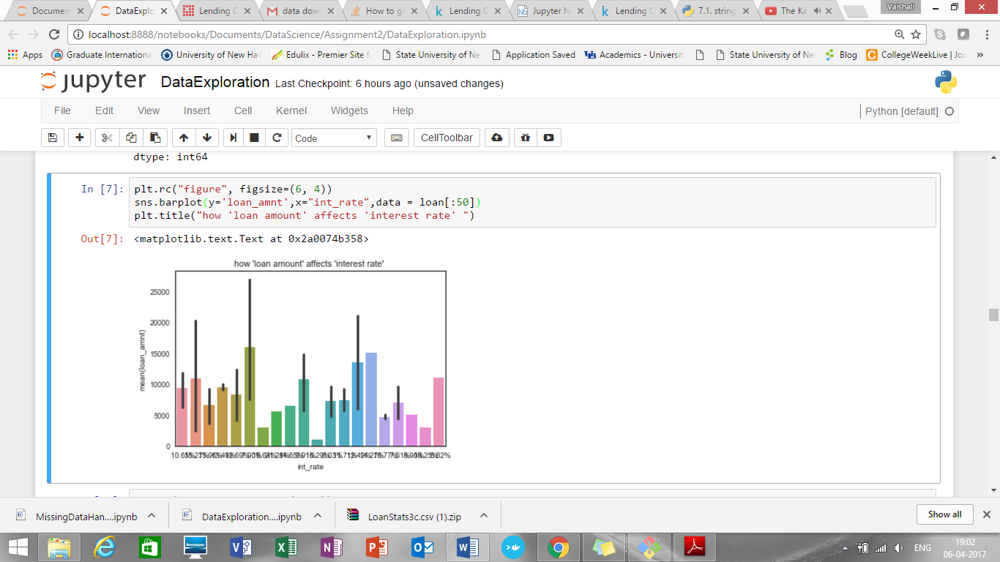 Documen
DataExplo
Lending C
data down
How to ge
Lending C
Jupyter N
Lending C
7.1. string
The Ka
Vaishali
localhost:8888/notebooks/Documents/DataScience/Assignment2/DataExploration.ipynb
Apps
Graduate Internationa
University of New Hav
Edulix - Premier Site f
State University of Ne
Application Saved
Academics - Universit
State University of Ne
Blog
CollegeWeekLive | Joi
jupyter DataExploration Last Checkpoint: 6 hours ago (unsaved changes)
File Edit View Insert Cell Kernel Widgets Help
Python [default]
Code
CellToolbar
dtype: int64
In [7]:
plt.rc("figure", figsize=(6, 4))
sns.barplot(y='loan_amnt',x="int_rate",data = loan[:50])
plt.title("how 'loan amount' affects 'interest rate' ")
Out[7]: <matplotlib.text.Text at 0x2a0074b358>
how 'loan amount' affects 'interest rate'
25000
20000
15000
10000
5000
0
mean(loan_amnt)
int_rate
MissingDataHan....ipynb
DataExploration....ipynb
LoanStats3c.csv (1).zip
Show all
lenovo
ENG
19:02
06-04-2017